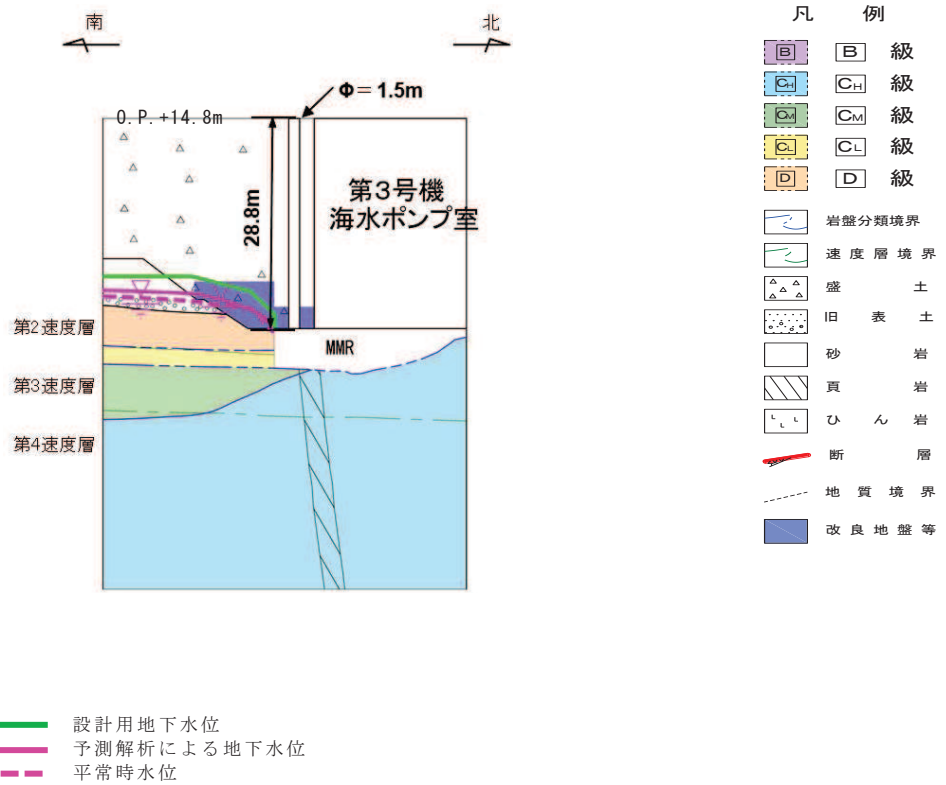 南
北
Φ= 1.5m
O.P.+14.8m
28.8m
第3号機
海水ポンプ室
第2速度層
MMR
第3速度層
第4速度層
凡 例
B B 級
CH CH 級
CM CM 級
CL CL 級
D D 級
岩盤分類境界
速度層境界
盛土
旧表土
砂岩
頁岩
ひん岩
断層
地質境界
改良地盤等
設計用地下水位
予測解析による地下水位
平常時水位